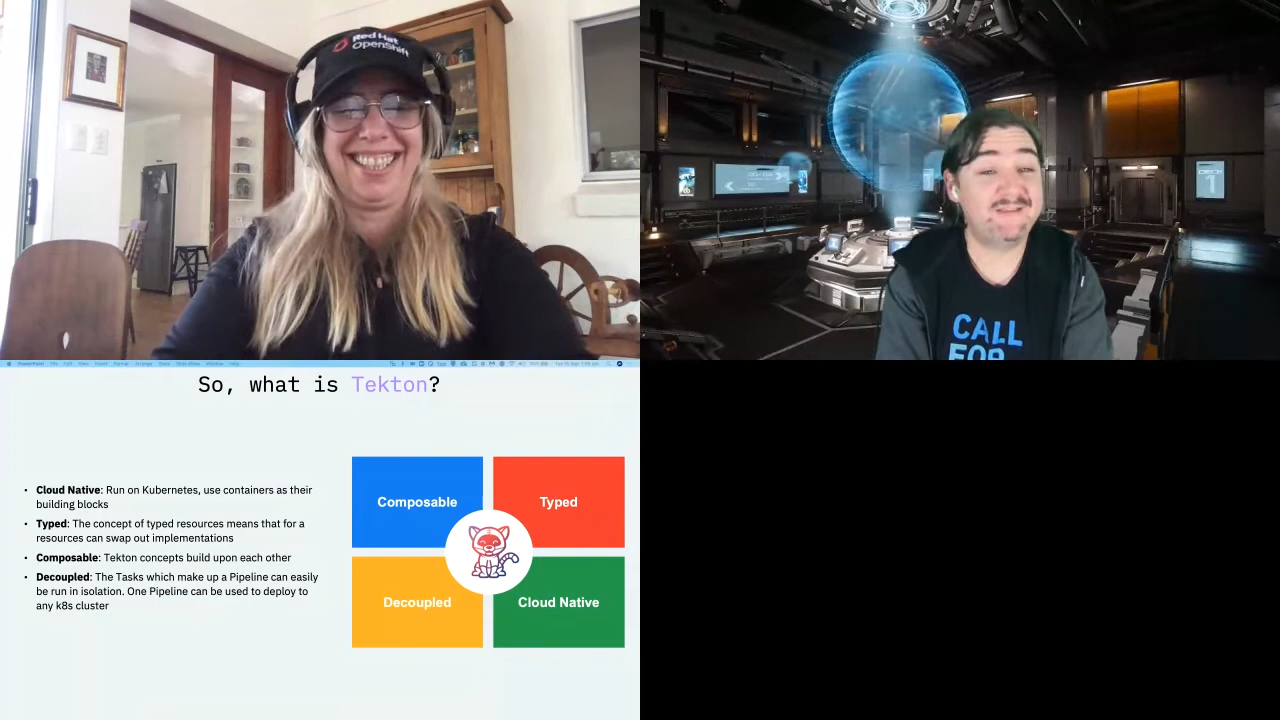 Red Hat
OpenShift
CALL
FOR
So, what is Tekton?
• Cloud Native: Run on Kubernetes, use containers as their
building blocks
• Typed: The concept of typed resources means that for a
resources can swap out implementations
• Composable: Tekton concepts build upon each other
• Decoupled: The Tasks which make up a Pipeline can easily
be run in isolation. One Pipeline can be used to deploy to
any k8s cluster
Composable
Typed
Decoupled
Cloud Native